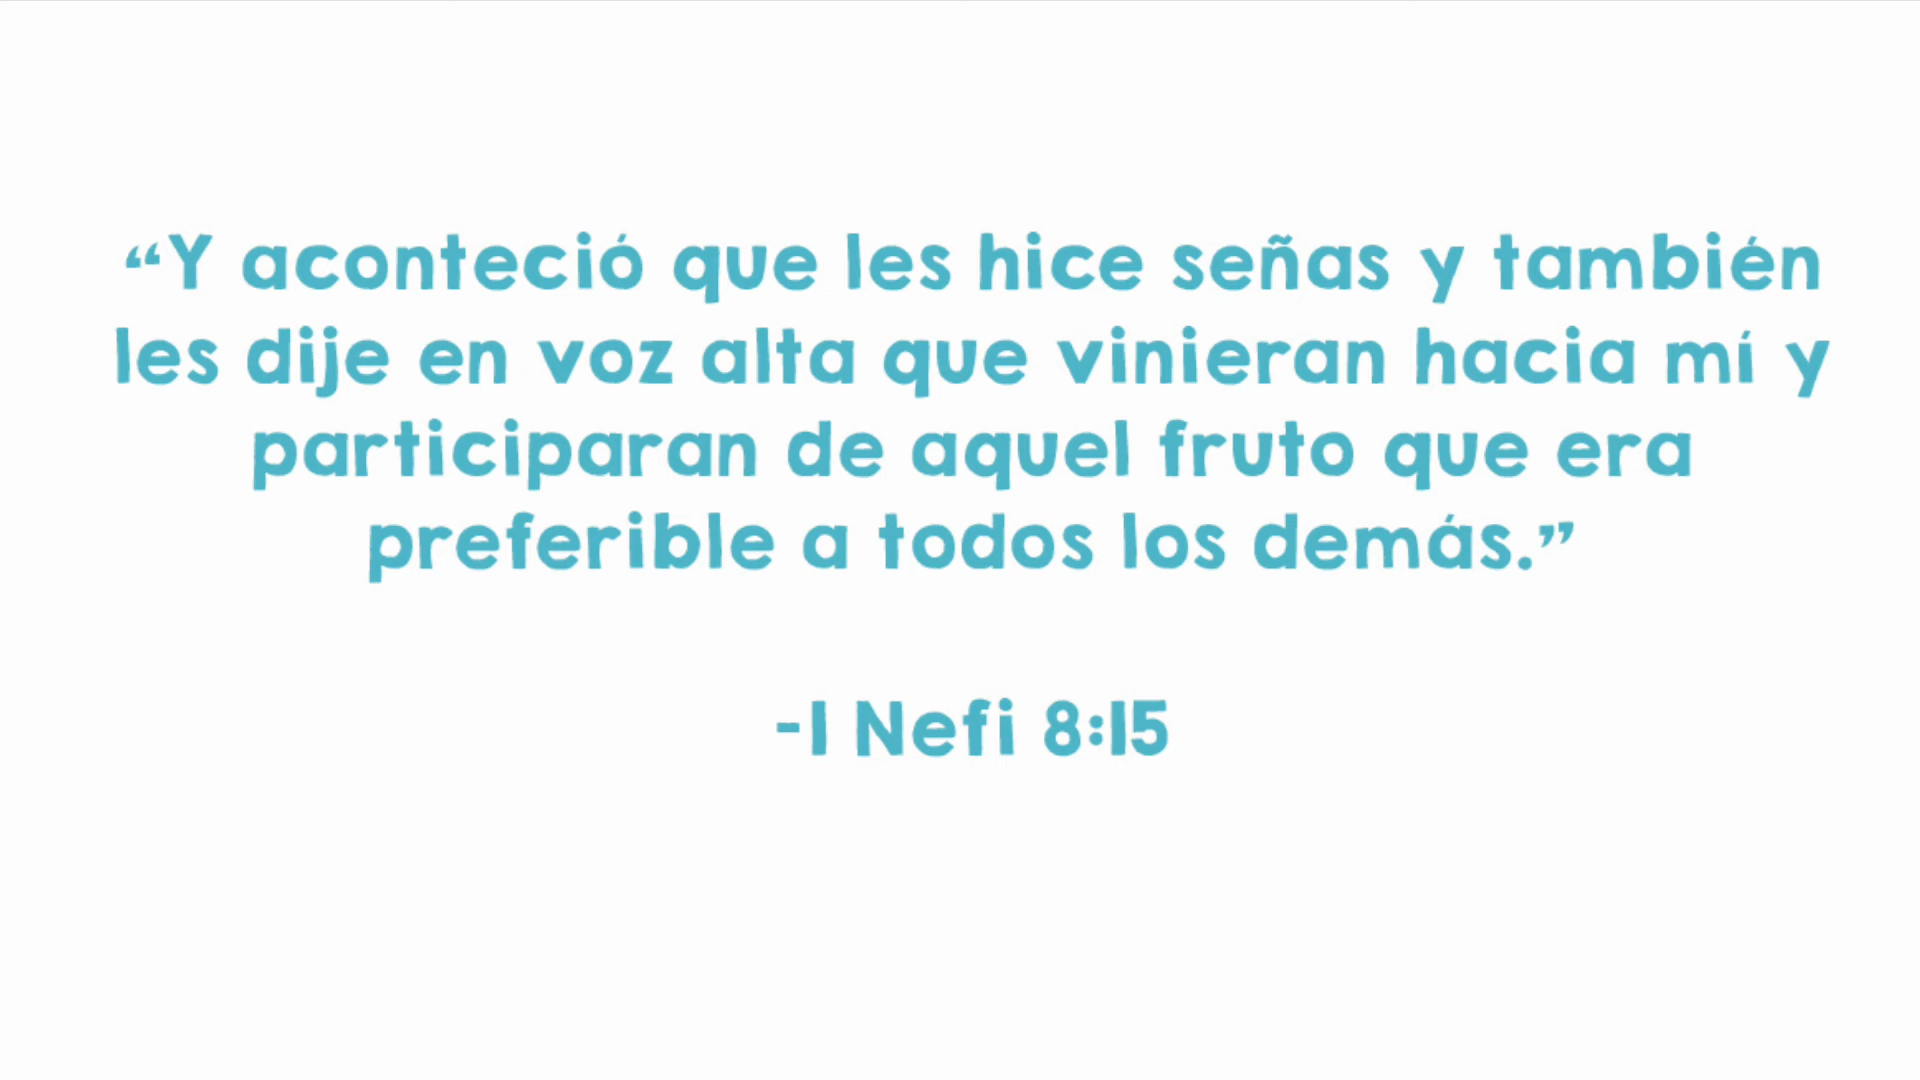 “Y aconteció que les hice señas y también
les dije en voz alta que vinieran hacia mí y
participaran de aquel fruto que era
preferible a todos los demás.”
-1 Nefi 8:15